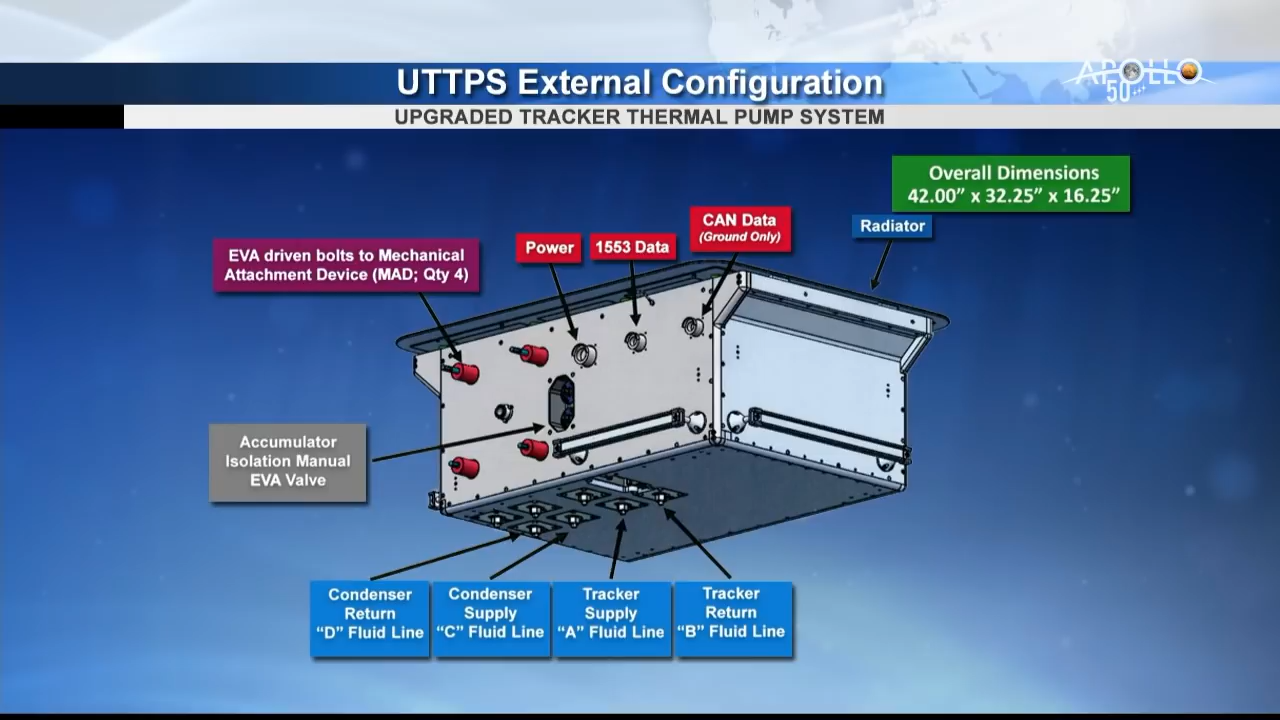 UTTPS External Configuration
APOLLO
50
UPGRADED TRACKER THERMAL PUMP SYSTEM
Overall Dimensions
42.00” x 32.25” x 16.25”
Radiator
CAN Data
(Ground Only)
1553 Data
Power
EVA driven bolts to Mechanical
Attachment Device (MAD; Qty 4)
Accumulator
Isolation Manual
EVA Valve
Condenser
Return
“D” Fluid Line
Condenser
Supply
“C” Fluid Line
Tracker
Supply
“A” Fluid Line
Tracker
Return
“B” Fluid Line